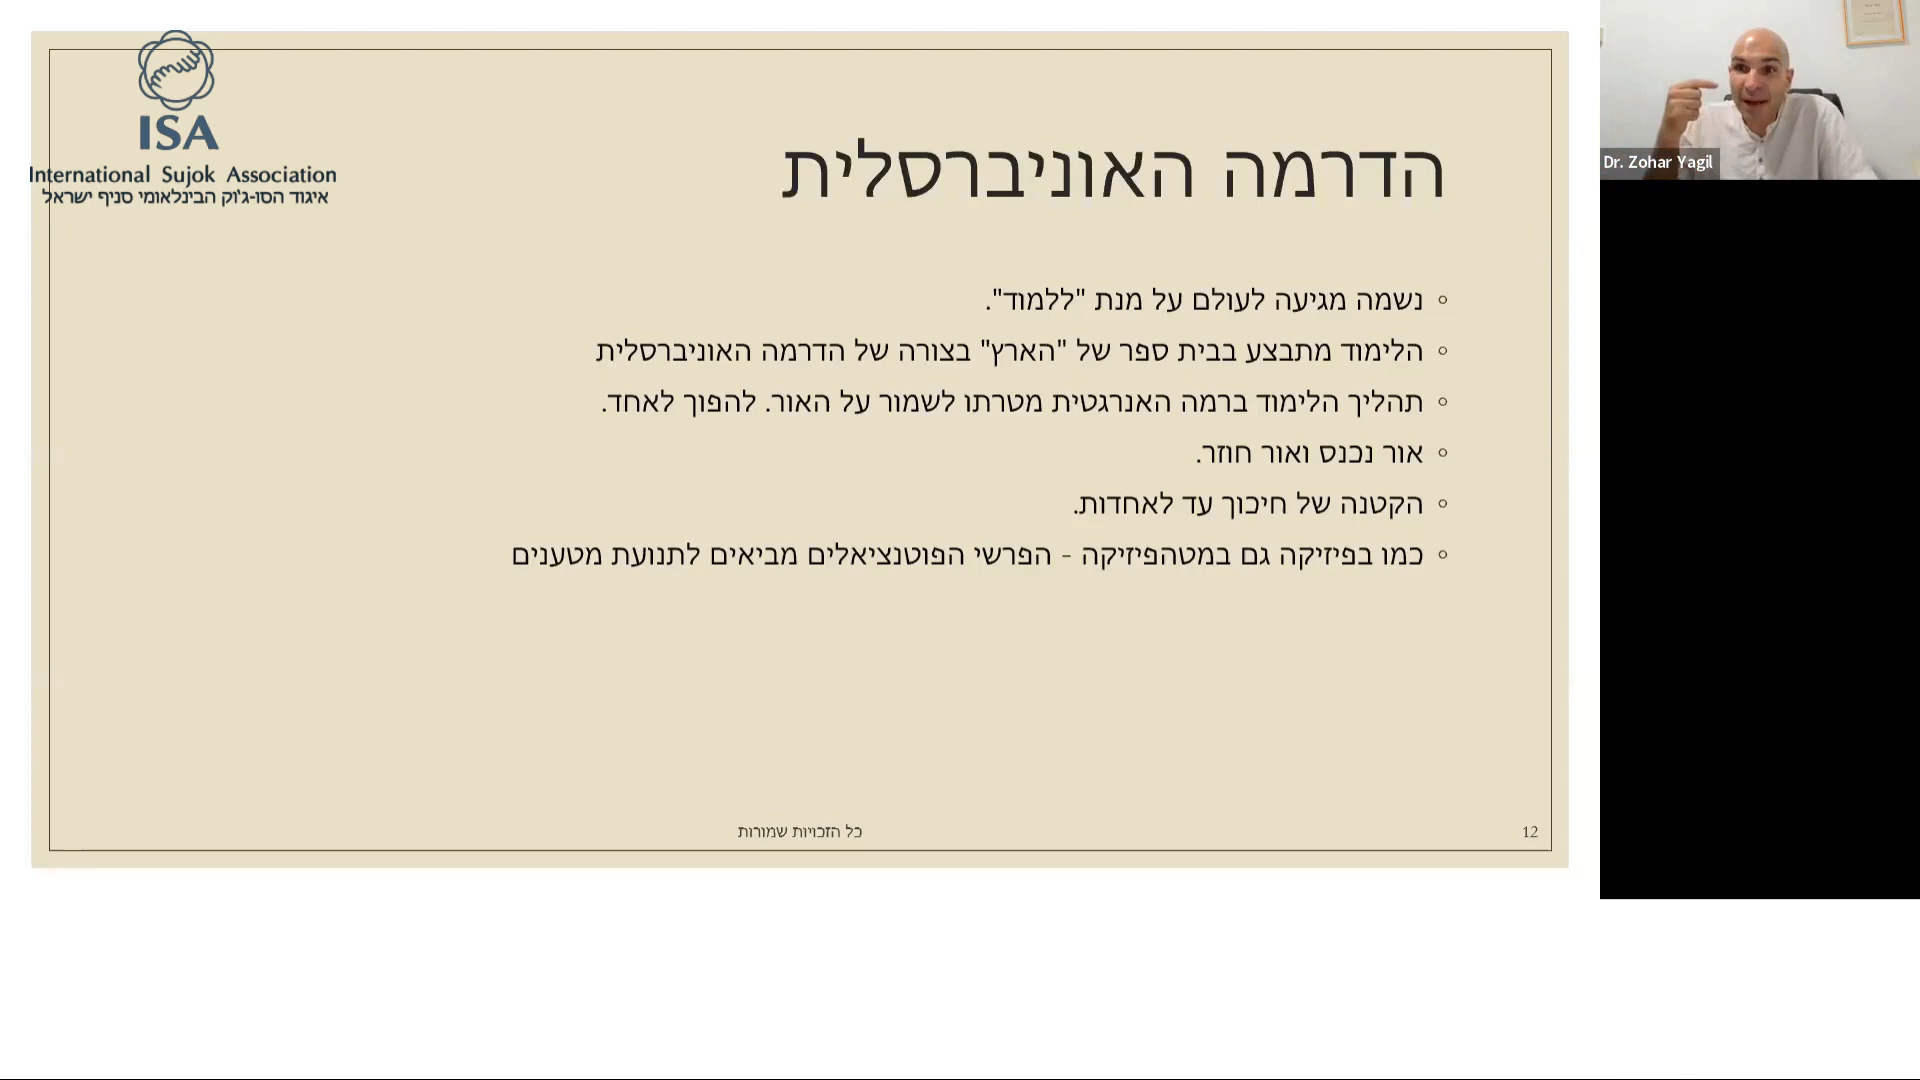 ISA
International Sujok Association
איגוד הסו-ג'וק הבינלאומי סניף ישראל
הדרמה האוניברסלית
◦ נשמה מגיעה לעולם על מנת "ללמוד".
◦ הלימוד מתבצע בבית ספר של "הארץ" בצורה של הדרמה האוניברסלית
◦ תהליך הלימוד ברמה האנרגטית מטרתו לשמור על האור. להפוך לאחד.
◦ אור נכנס ואור חוזר.
◦ הקטנה של חיכוך עד לאחדות.
◦ כמו בפיזיקה גם במטהפיזיקה - הפרשי הפוטנציאלים מביאים לתנועת מטענים
כל הזכויות שמורות
12
Dr. Zohar Yagil